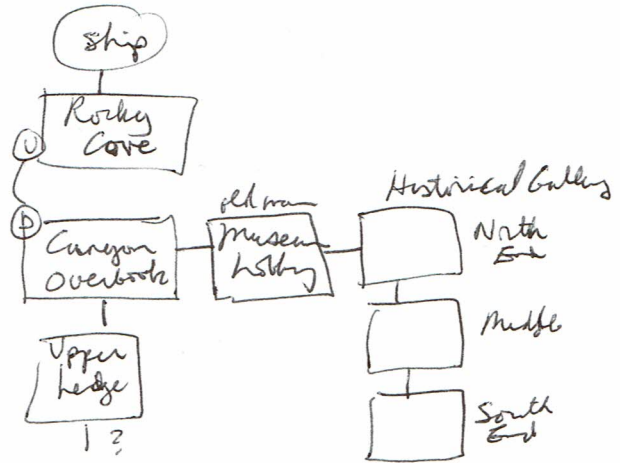 Ship
Rocky
Cove
U
D
Canyon
Overlook
old man
Museum
Lobby
Historical Gallery
North
End
Middle
South
End
Upper
Ledge
?